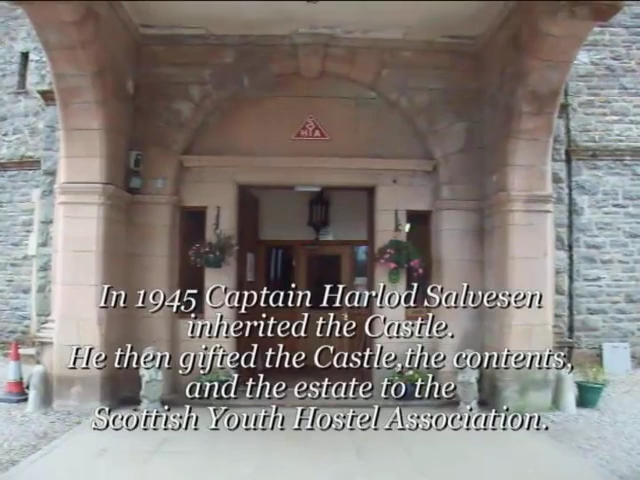 S
HIA
In 1945 Captain Harlod Salvesen
inherited the Castle.
He then gifted the Castle,the contents,
and the estate to the
Scottish Youth Hostel Association.